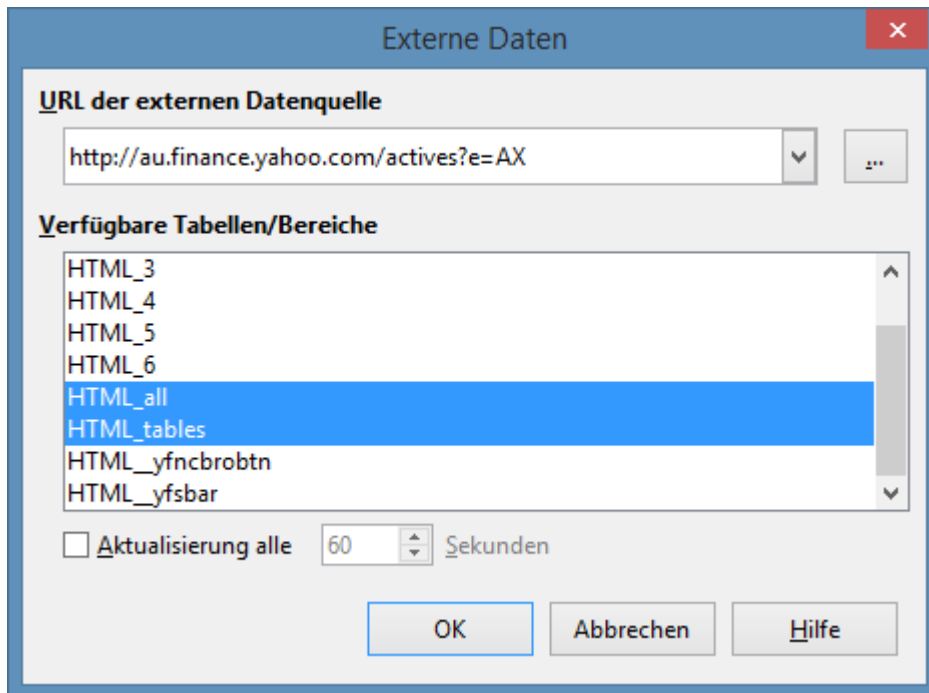 Externe Daten
URL der externen Datenquelle
http://au.finance.yahoo.com/actives?e=AX
...
Verfügbare Tabellen/Bereiche
HTML_3
HTML_4
HTML_5
HTML_6
HTML_all
HTML_tables
HTML__yfncbrobtn
HTML__yfsbar
Aktualisierung alle 60 Sekunden
OK Abbrechen Hilfe